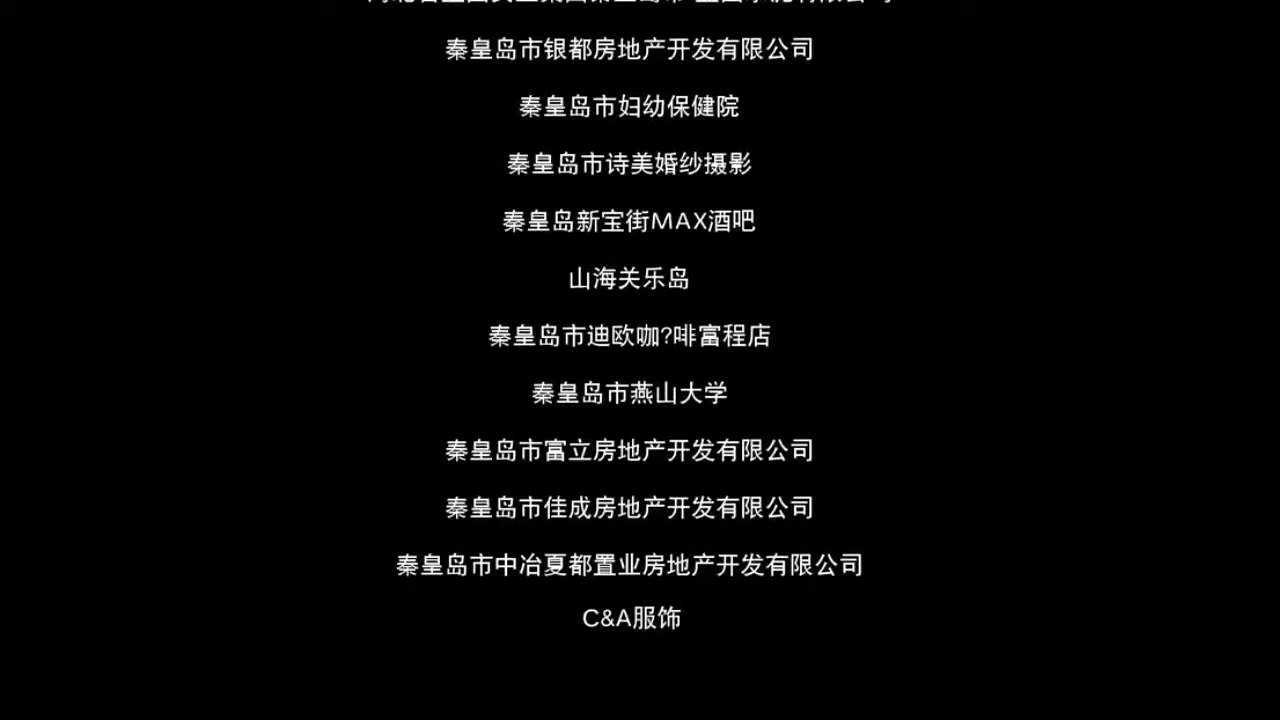 秦皇岛市银都房地产开发有限公司
秦皇岛市妇幼保健院
秦皇岛市诗美婚纱摄影
秦皇岛新宝街MAX酒吧
山海关乐岛
秦皇岛市迪欧咖?啡富程店
秦皇岛市燕山大学
秦皇岛市富立房地产开发有限公司
秦皇岛市佳成房地产开发有限公司
秦皇岛市中冶夏都置业房地产开发有限公司
C&A服饰